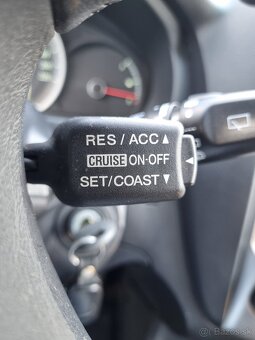 RES / ACC ▲
CRUISE ON·OFF
SET/COAST ▼